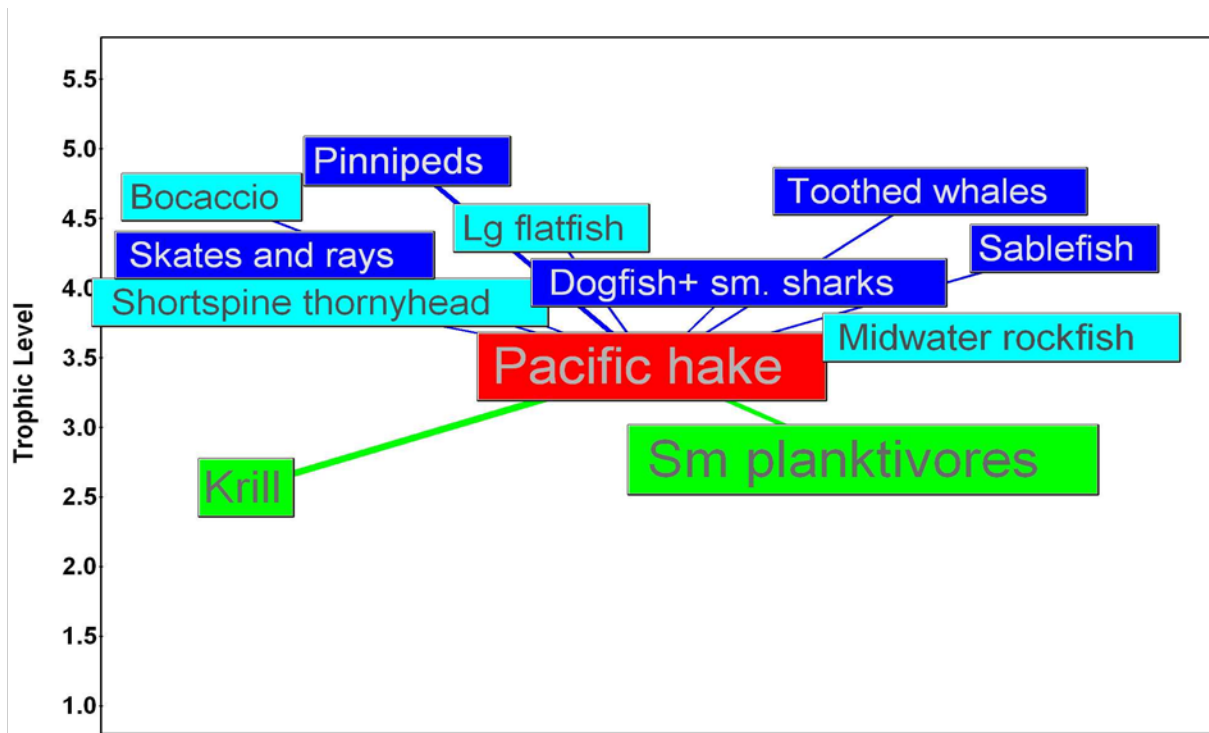 5.5
5.0
4.5
4.0
3.5
3.0
2.5
2.0
1.5
1.0
Trophic Level
Pinnipeds
Bocaccio
Toothed whales
Lg flatfish
Skates and rays
Sablefish
Dogfish+ sm. sharks
Shortspine thornyhead
Midwater rockfish
Pacific hake
Sm planktivores
Krill